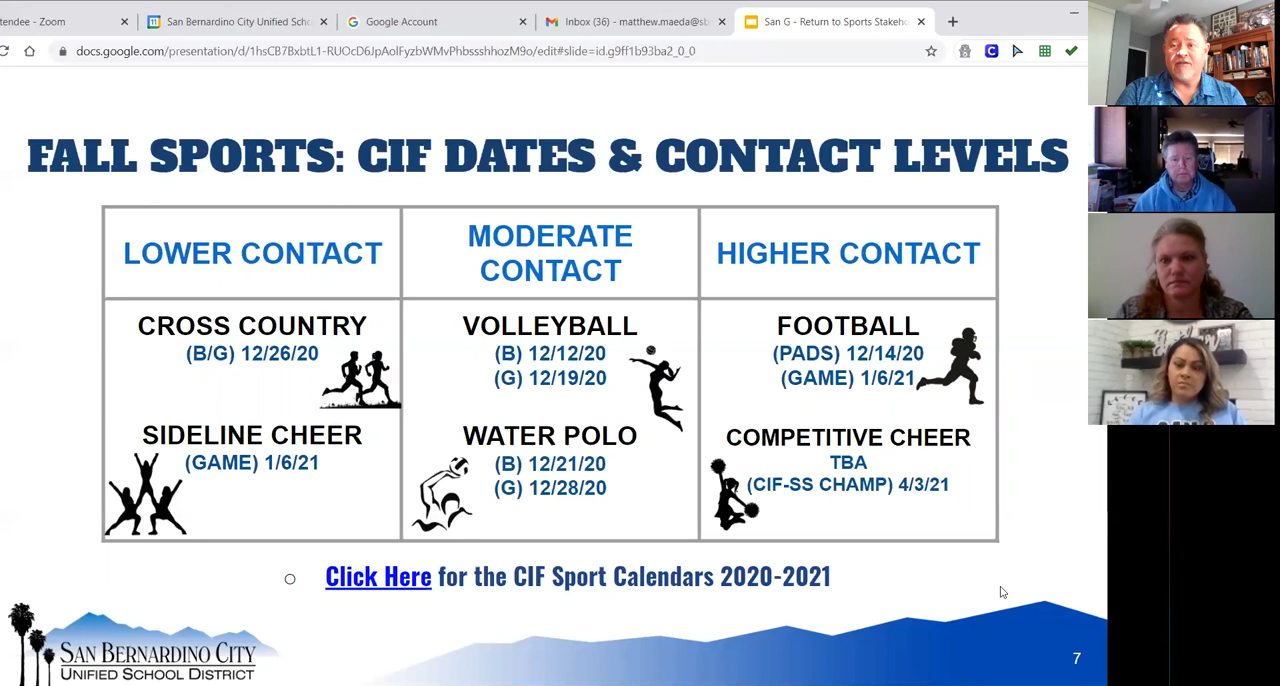 tendee - Zoom
San Bernardino City Unified Scho
Google Account
Inbox (36) - matthew.maeda@sb
San G - Return to Sports Stakeho
docs.google.com/presentation/d/1hsCB7BxbtL1-RUOcD6JpAolFyzbWMvPhbssshhozM9o/edit#slide=id.g9ff1b93ba2_0_0
FALL SPORTS: CIF DATES & CONTACT LEVELS
LOWER CONTACT
MODERATE
CONTACT
HIGHER CONTACT
CROSS COUNTRY
(B/G) 12/26/20
SIDELINE CHEER
(GAME) 1/6/21
VOLLEYBALL
(B) 12/12/20
(G) 12/19/20
WATER POLO
(B) 12/21/20
(G) 12/28/20
FOOTBALL
(PADS) 12/14/20
(GAME) 1/6/21
COMPETITIVE CHEER
TBA
(CIF-SS CHAMP) 4/3/21
Click Here for the CIF Sport Calendars 2020-2021
SAN BERNARDINO CITY
UNIFIED SCHOOL DISTRICT
7